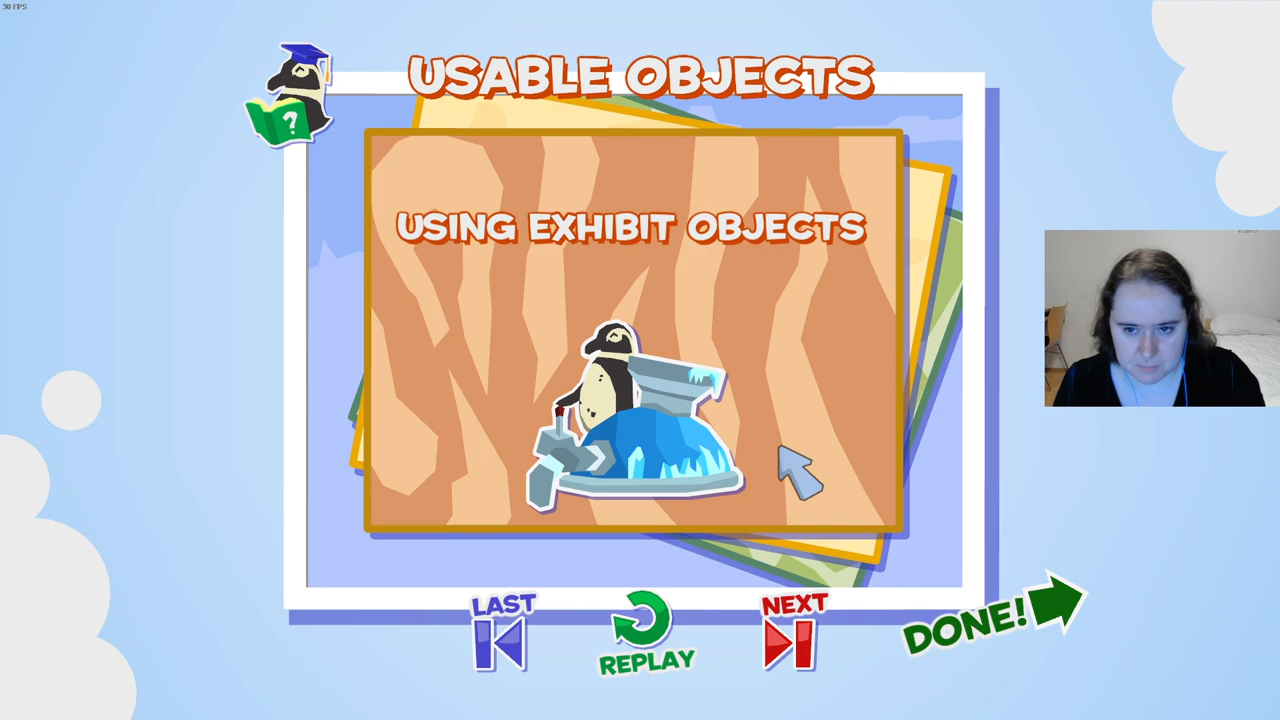 30 FPS
USABLE OBJECTS
?
USING EXHIBIT OBJECTS
LAST
REPLAY
NEXT
DONE!